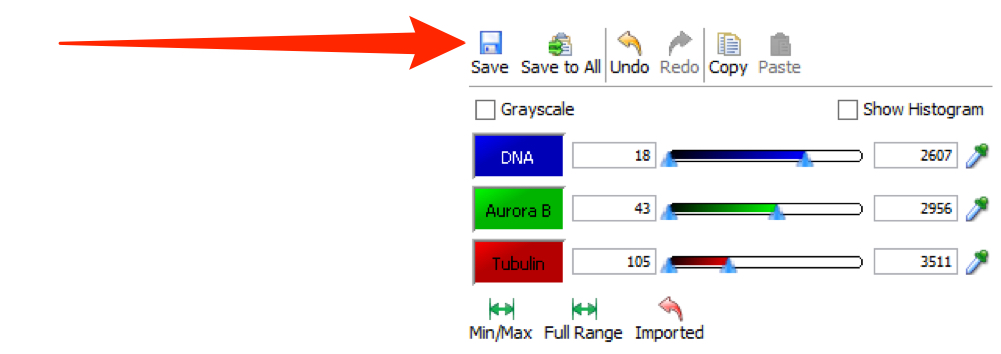 Save Save to All Undo Redo Copy Paste
Grayscale Show Histogram
DNA 18 2607
Aurora B 43 2956
Tubulin 105 3511
Min/Max Full Range Imported